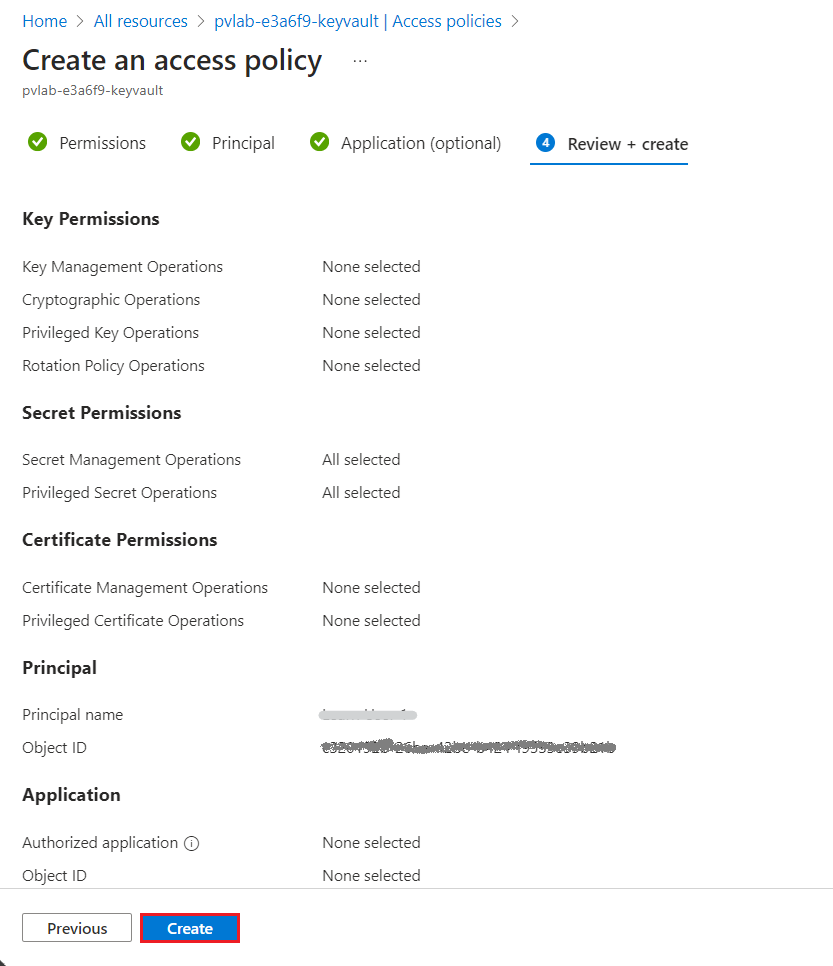 Home > All resources > pvlab-e3a6f9-keyvault | Access policies >
Create an access policy ...
pvlab-e3a6f9-keyvault
Permissions Principal Application (optional) 4 Review + create
Key Permissions
Key Management Operations None selected
Cryptographic Operations None selected
Privileged Key Operations None selected
Rotation Policy Operations None selected
Secret Permissions
Secret Management Operations All selected
Privileged Secret Operations All selected
Certificate Permissions
Certificate Management Operations None selected
Privileged Certificate Operations None selected
Principal
Principal name
Object ID
Application
Authorized application None selected
Object ID None selected
Previous Create